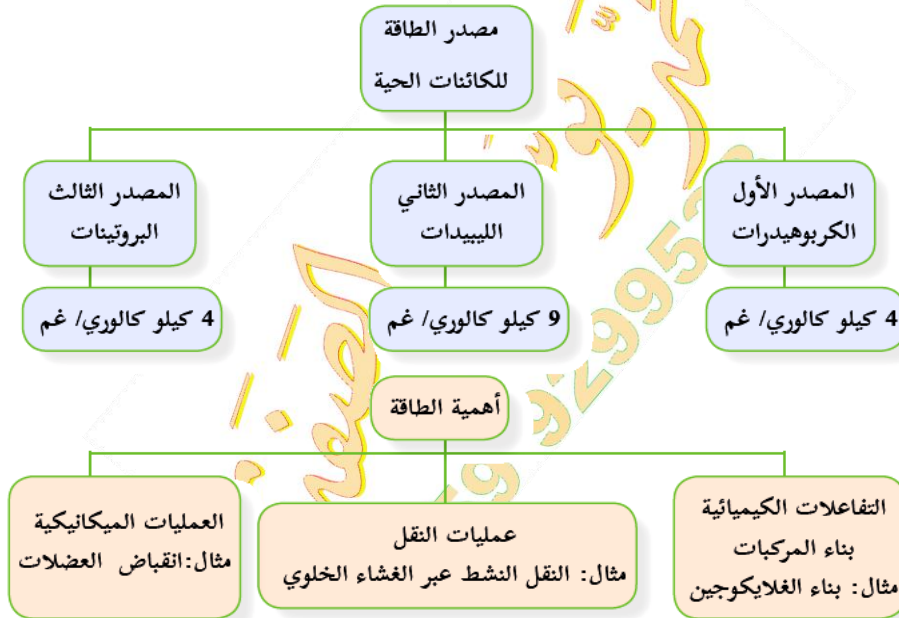 مصدر الطاقة
للكائنات الحية
المصدر الأول
الكربوهيدرات
المصدر الثاني
الليبيدات
المصدر الثالث
البروتينات
4 كيلو كالوري/ غم
9 كيلو كالوري/ غم
4 كيلو كالوري/ غم
أهمية الطاقة
التفاعلات الكيميائية
بناء المركبات
مثال: بناء الغلايكوجين
عمليات النقل
مثال: النقل النشط عبر الغشاء الخلوي
العمليات الميكانيكية
مثال:انقباض العضلات